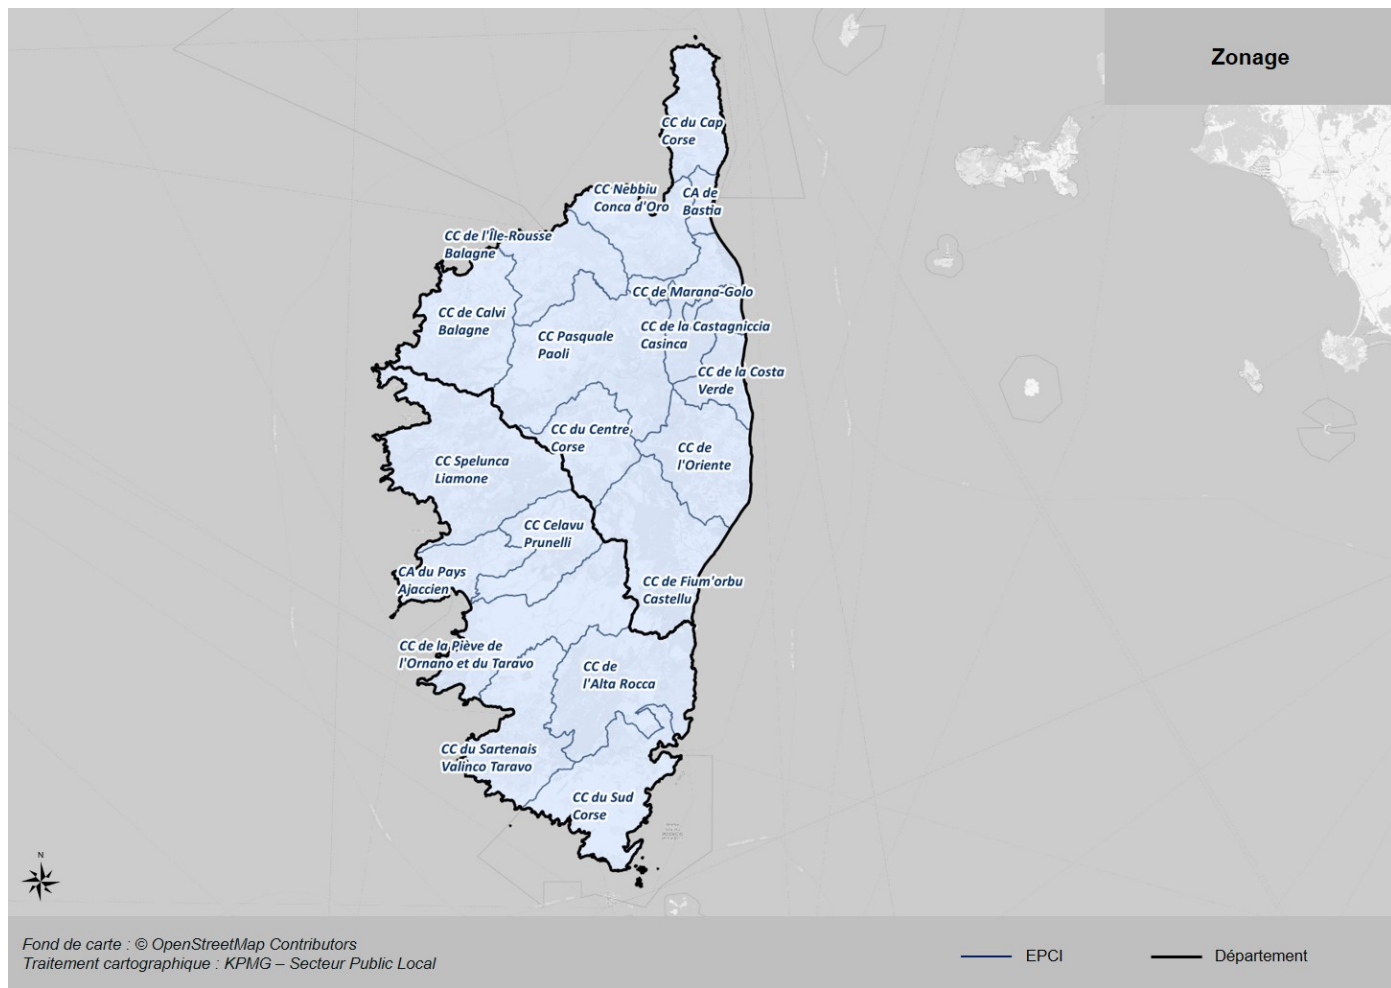 Zonage
CC du Cap
Corse
CC Nebbiu
Conca d'Oro
CA de
Bastia
CC de l'Île-Rousse
Balagne
CC de Marana-Golo
CC de Calvi
Balagne
CC Pasquale
Paoli
CC de la Castagniccia
Casinca
CC de la Costa
Verde
CC du Centre
Corse
CC de
l'Oriente
CC Spelunca
Liamone
CC Celavu
Prunelli
CA du Pays
Ajaccien
CC de Fium'orbu
Castellu
CC de la Piève de
l'Ornano et du Taravo
CC de
l'Alta Rocca
CC du Sartenais
Valinco Taravo
CC du Sud
Corse
N
Fond de carte : © OpenStreetMap Contributors
Traitement cartographique : KPMG – Secteur Public Local
EPCI
Département